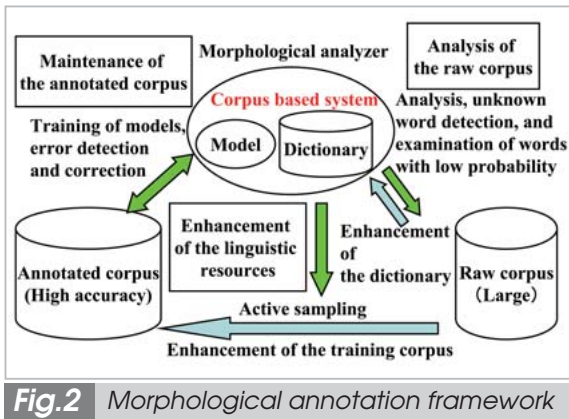 Maintenance of
the annotated corpus
Morphological analyzer
Analysis of
the raw corpus
Corpus based system
Model
Dictionary
Training of models,
error detection
and correction
Analysis, unknown
word detection, and
examination of words
with low probability
Annotated corpus
(High accuracy)
Enhancement
of the linguistic
resources
Enhancement
of
the dictionary
Raw corpus
(Large)
Active sampling
Enhancement of the training corpus
Fig.2 Morphological annotation framework